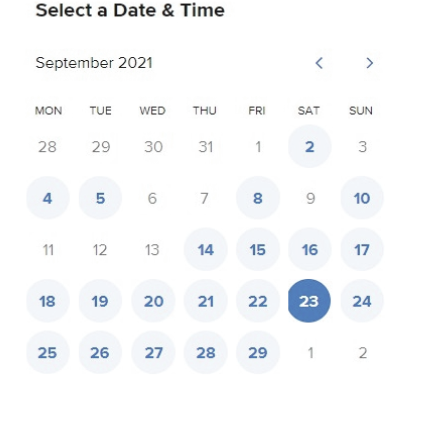 Select a Date & Time
September 2021
MON TUE WED THU FRI SAT SUN
28 29 30 31 1 2 3
4 5 6 7 8 9 10
11 12 13 14 15 16 17
18 19 20 21 22 23 24
25 26 27 28 29 1 2